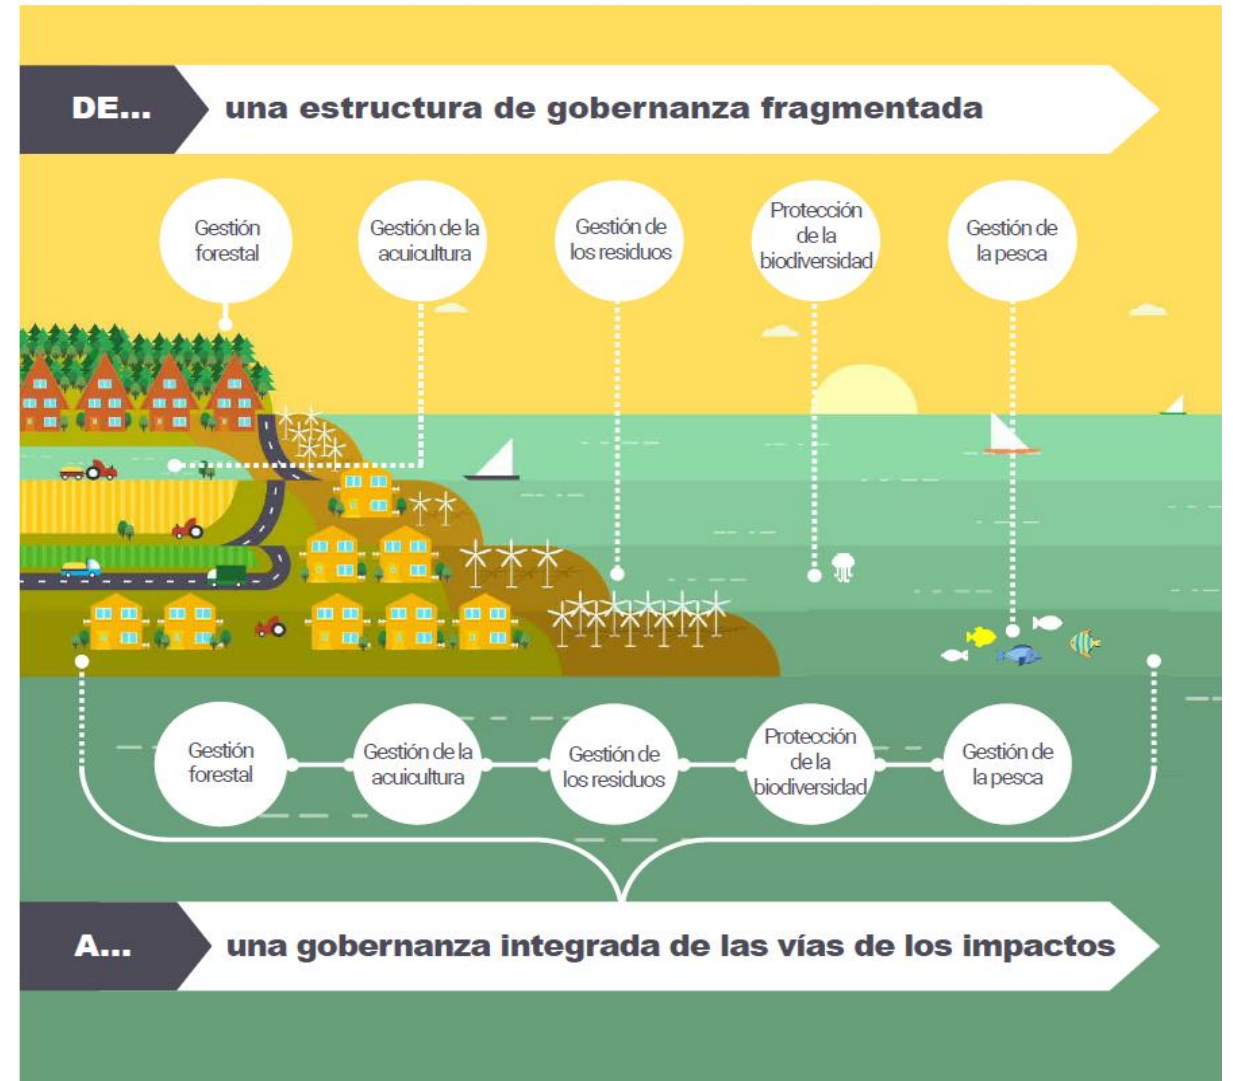 DE... una estructura de gobernanza fragmentada
Gestión
forestal
Gestión de la
acuicultura
Gestión de
los residuos
Protección
de la
biodiversidad
Gestión de
la pesca
Gestión
forestal
Gestión de la
acuicultura
Gestión de
los residuos
Protección
de la
biodiversidad
Gestión de
la pesca
A... una gobernanza integrada de las vías de los impactos